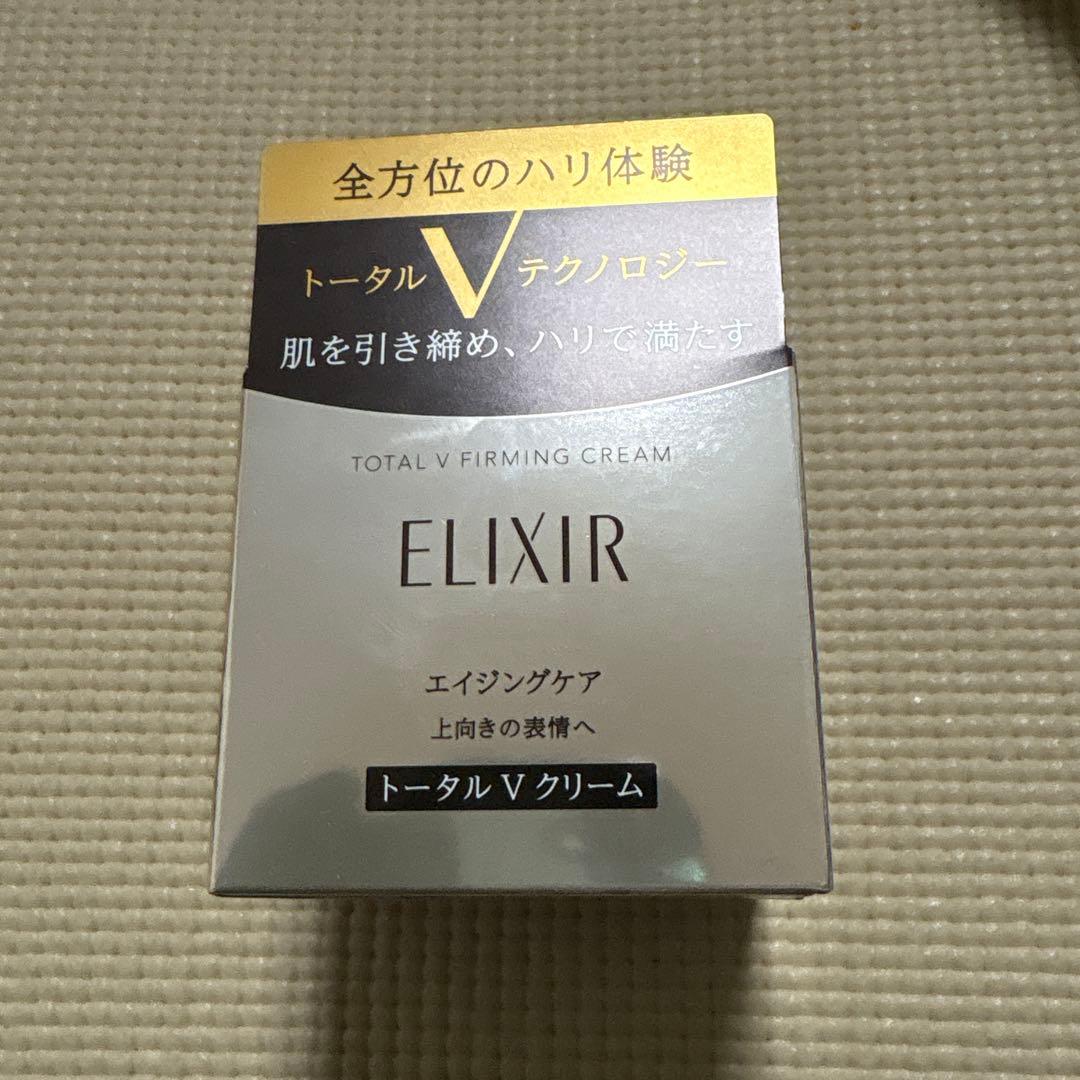 全方位のハリ体験
トータル V テクノロジー
肌を引き締め、ハリで満たす
TOTAL V FIRMING CREAM
ELIXIR
エイジングケア
上向きの表情へ
トータル V クリーム